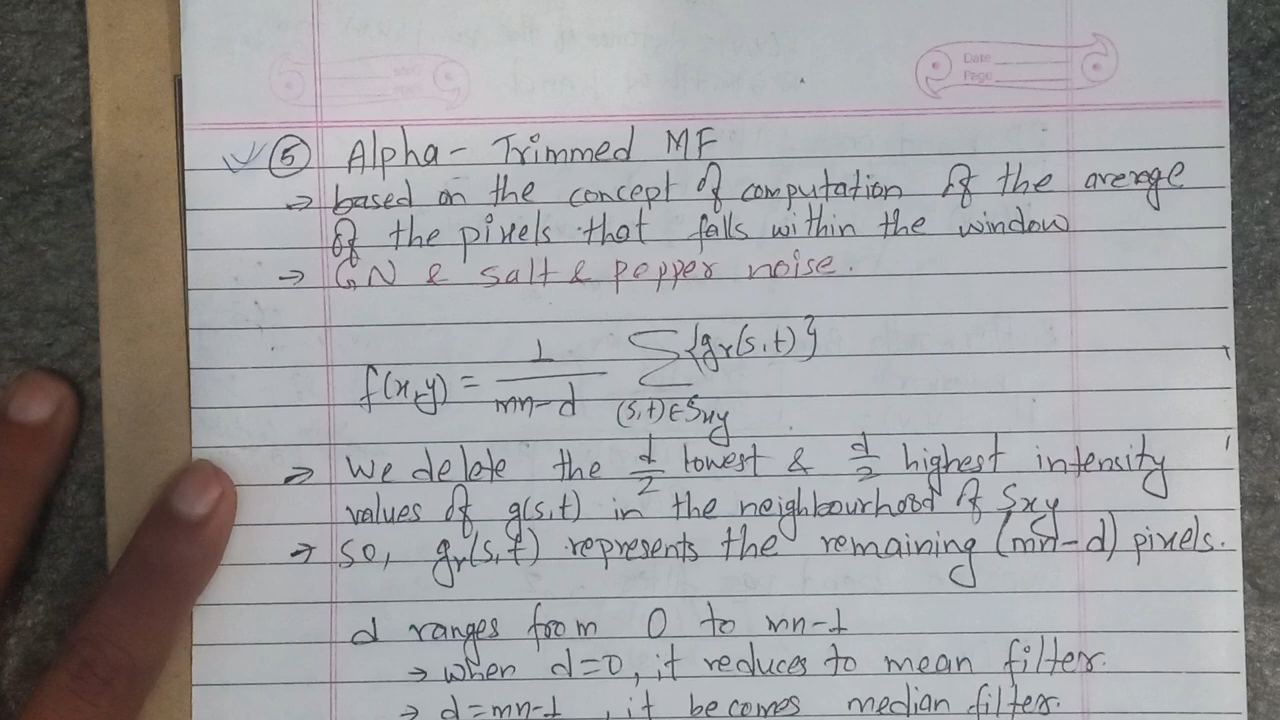 Date
Page
⑤ Alpha - Trimmed MF
→ based on the concept of computation of the average
of the pixels that falls within the window
→ GN & salt & pepper noise.
f(x,y) = 1/(mn-d) Σ {gr(s,t)}
(s,t)∈Sxy
→ we delete the d/2 lowest & d/2 highest intensity
values of g(s,t) in the neighbourhood of Sxy
→ so, gr(s,t) represents the remaining (mn-d) pixels.
d ranges from 0 to mn-1
→ when d=0, it reduces to mean filter.
→ d=mn-1, it becomes median filter.